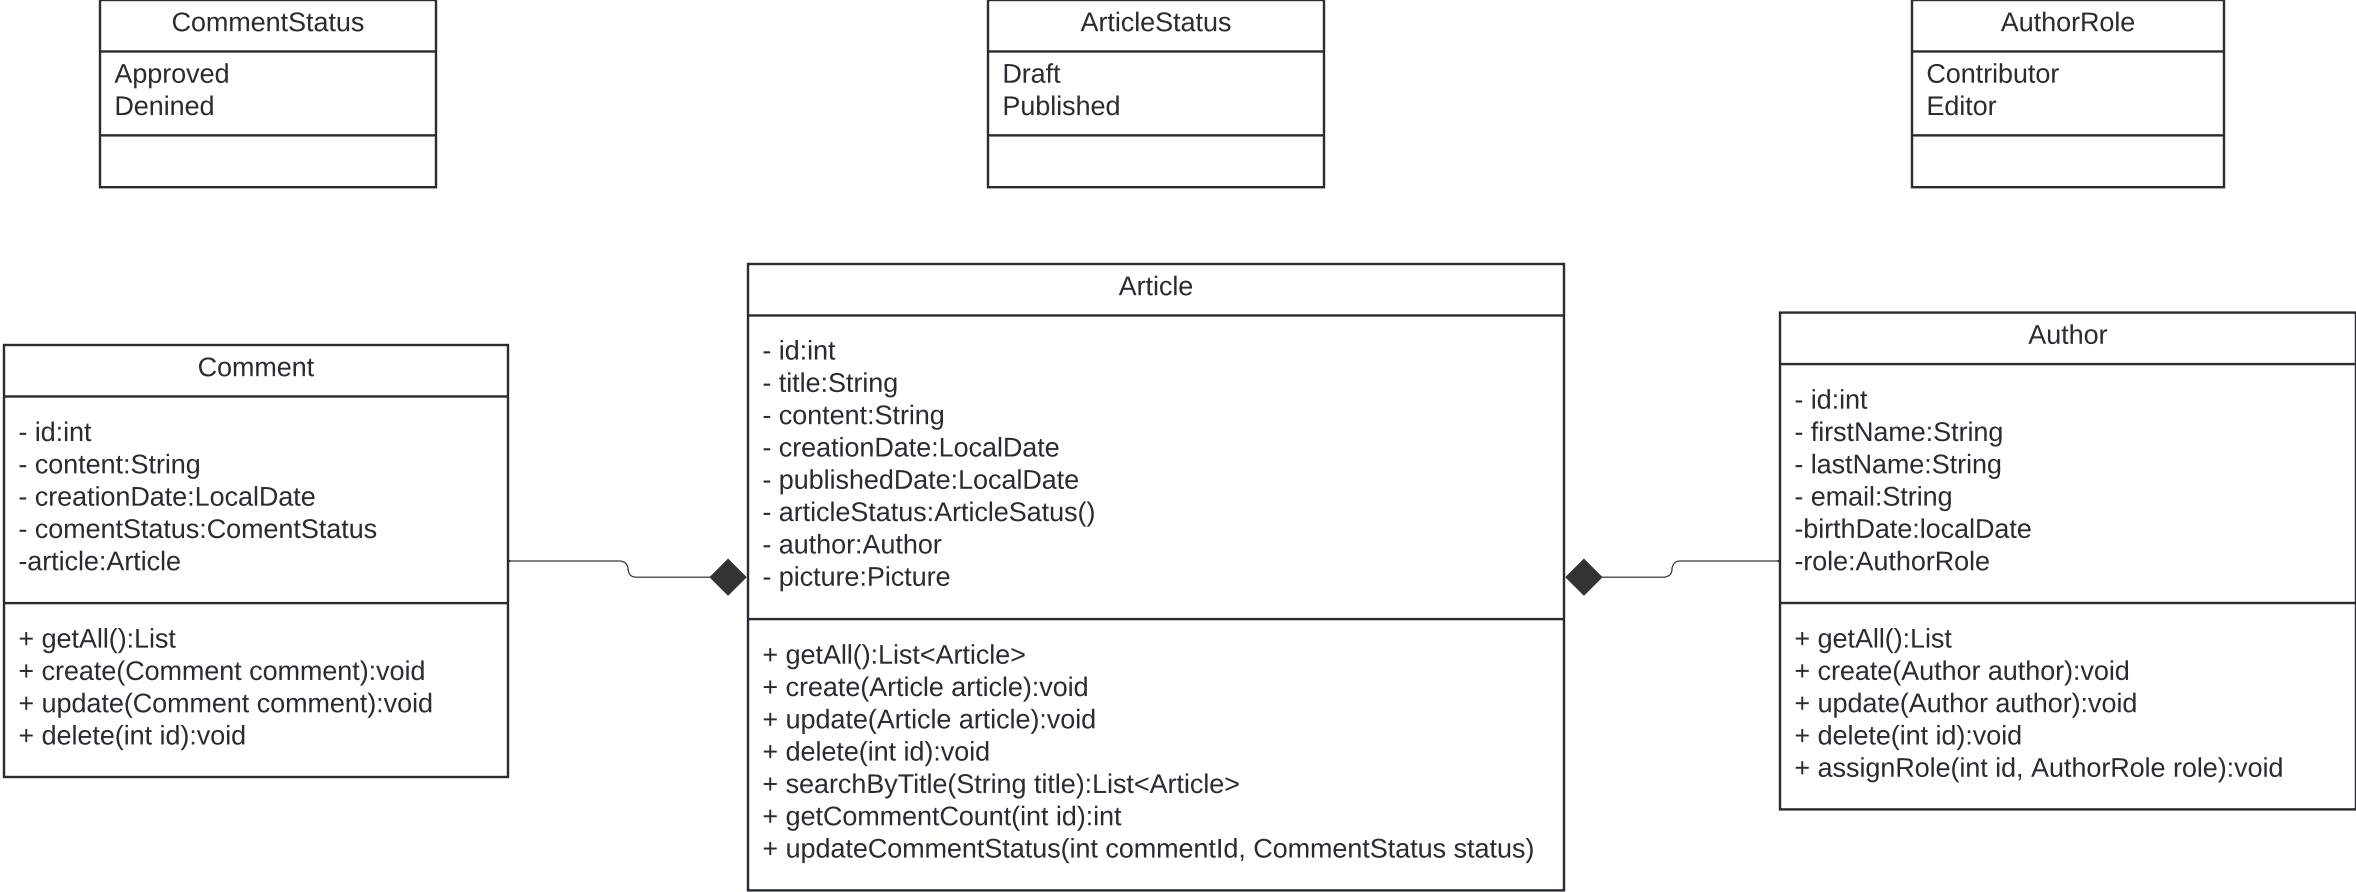 CommentStatus
Approved
Denined
ArticleStatus
Draft
Published
AuthorRole
Contributor
Editor
Comment
- id:int
- content:String
- creationDate:LocalDate
- comentStatus:ComentStatus
-article:Article
+ getAll():List
+ create(Comment comment):void
+ update(Comment comment):void
+ delete(int id):void
Article
- id:int
- title:String
- content:String
- creationDate:LocalDate
- publishedDate:LocalDate
- articleStatus:ArticleSatus()
- author:Author
- picture:Picture
+ getAll():List<Article>
+ create(Article article):void
+ update(Article article):void
+ delete(int id):void
+ searchByTitle(String title):List<Article>
+ getCommentCount(int id):int
+ updateCommentStatus(int commentId, CommentStatus status)
Author
- id:int
- firstName:String
- lastName:String
- email:String
-birthDate:localDate
-role:AuthorRole
+ getAll():List
+ create(Author author):void
+ update(Author author):void
+ delete(int id):void
+ assignRole(int id, AuthorRole role):void